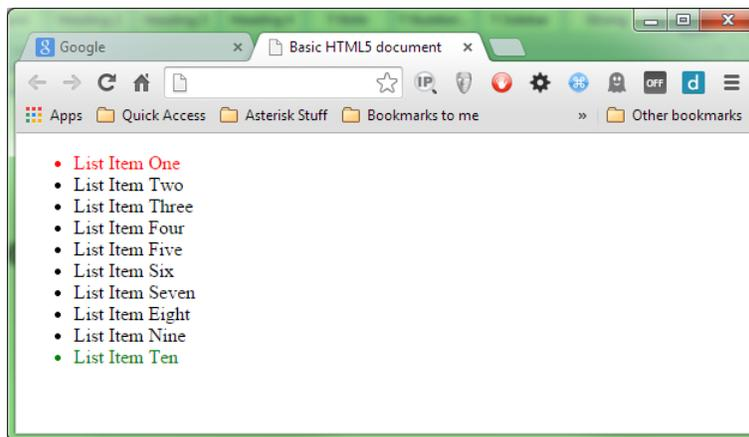 Google
Basic HTML5 document
IP
OFF
d
Apps Quick Access Asterisk Stuff Bookmarks to me » Other bookmarks
List Item One
List Item Two
List Item Three
List Item Four
List Item Five
List Item Six
List Item Seven
List Item Eight
List Item Nine
List Item Ten